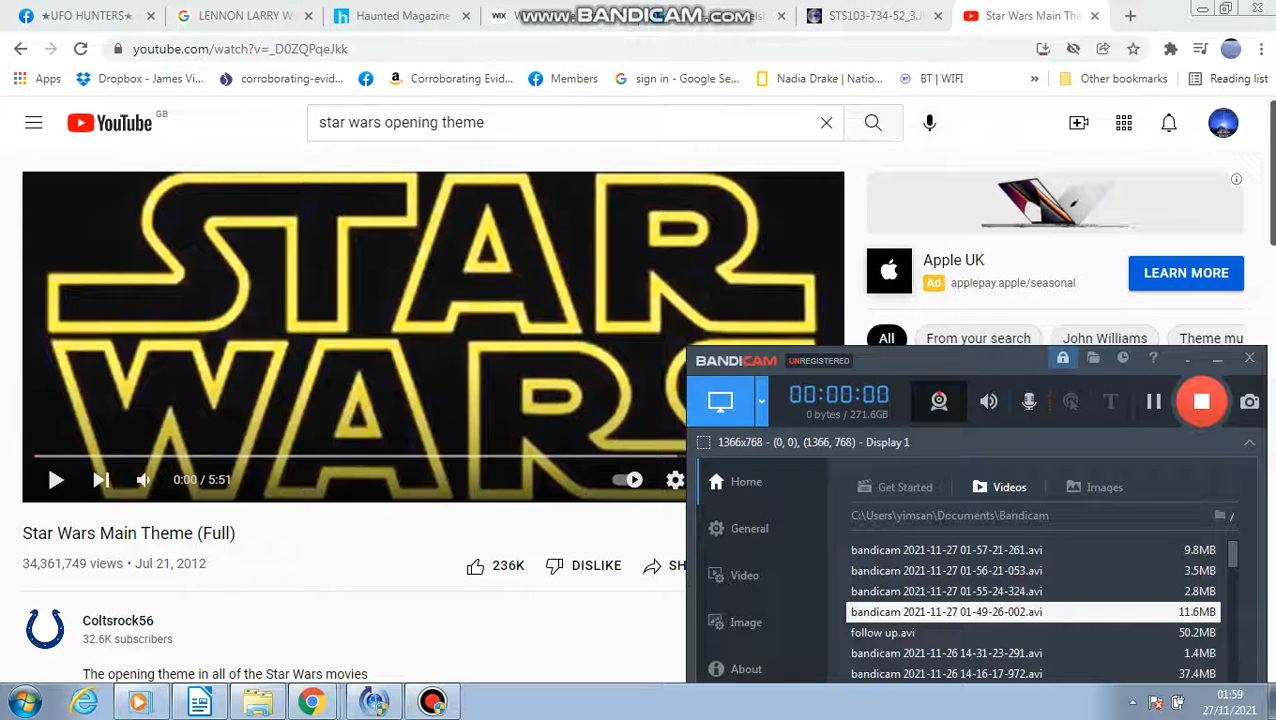 ★UFO HUNTERS★
LENNON LARRY W
Haunted Magazine
WiX
www.BANDICAM.com
STS103-734-52_3.J
Star Wars Main The
youtube.com/watch?v=_D0ZQPqeJkk
Apps
Dropbox - James Vi...
corroborating-evid...
Corroborating Evid...
Members
sign in - Google Se...
Nadia Drake | Natio...
BT | WIFI
»
Other bookmarks
Reading list
YouTube GB
star wars opening theme
STAR
WARS
0:00 / 5:51
Apple UK
Ad applepay.apple/seasonal
LEARN MORE
All
From your search
John Williams
Theme mu
Star Wars Main Theme (Full)
34,361,749 views • Jul 21, 2012
236K
DISLIKE
SH
Coltsrock56
32.6K subscribers
The opening theme in all of the Star Wars movies
BANDICAM UNREGISTERED
00:00:00
0 bytes / 271.6GB
1366x768 - (0, 0), (1366, 768) - Display 1
Home
General
Video
Image
About
Get Started
Videos
Images
C:\Users\yimsan\Documents\Bandicam
/
bandicam 2021-11-27 01-57-21-261.avi 9.8MB
bandicam 2021-11-27 01-56-21-053.avi 3.5MB
bandicam 2021-11-27 01-55-24-324.avi 2.8MB
bandicam 2021-11-27 01-49-26-002.avi 11.6MB
follow up.avi 50.2MB
bandicam 2021-11-26 14-31-23-291.avi 1.4MB
bandicam 2021-11-26 14-16-17-972.avi 37.4MB
01:59
27/11/2021